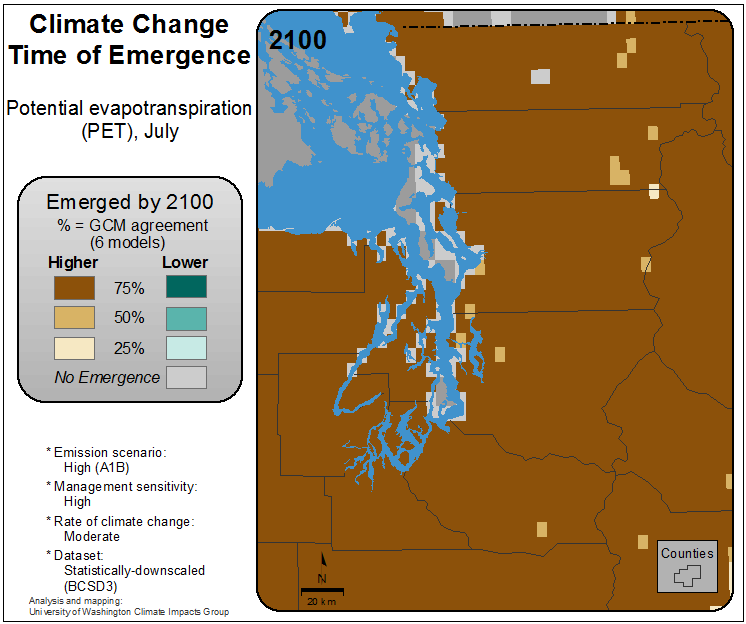 Climate Change
Time of Emergence
Potential evapotranspiration
(PET), July
Emerged by 2100
% = GCM agreement
(6 models)
Higher Lower
75%
50%
25%
No Emergence
* Emission scenario:
High (A1B)
* Management sensitivity:
High
* Rate of climate change:
Moderate
* Dataset:
Statistically-downscaled
(BCSD3)
Analysis and mapping:
University of Washington Climate Impacts Group
2100
N
20 km
Counties